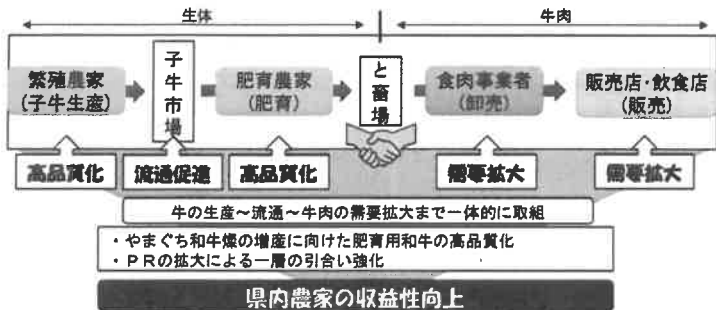 生体
牛肉
繁殖農家
(子牛生産)
子牛市場
肥育農家
(肥育)
と畜場
食肉事業者
(卸売)
販売店・飲食店
(販売)
高品質化
流通促進
高品質化
需要拡大
需要拡大
牛の生産～流通～牛肉の需要拡大まで一体的に取組
・やまぐち和牛燦の増産に向けた肥育用和牛の高品質化
・PRの拡大による一層の引合い強化
県内農家の収益性向上